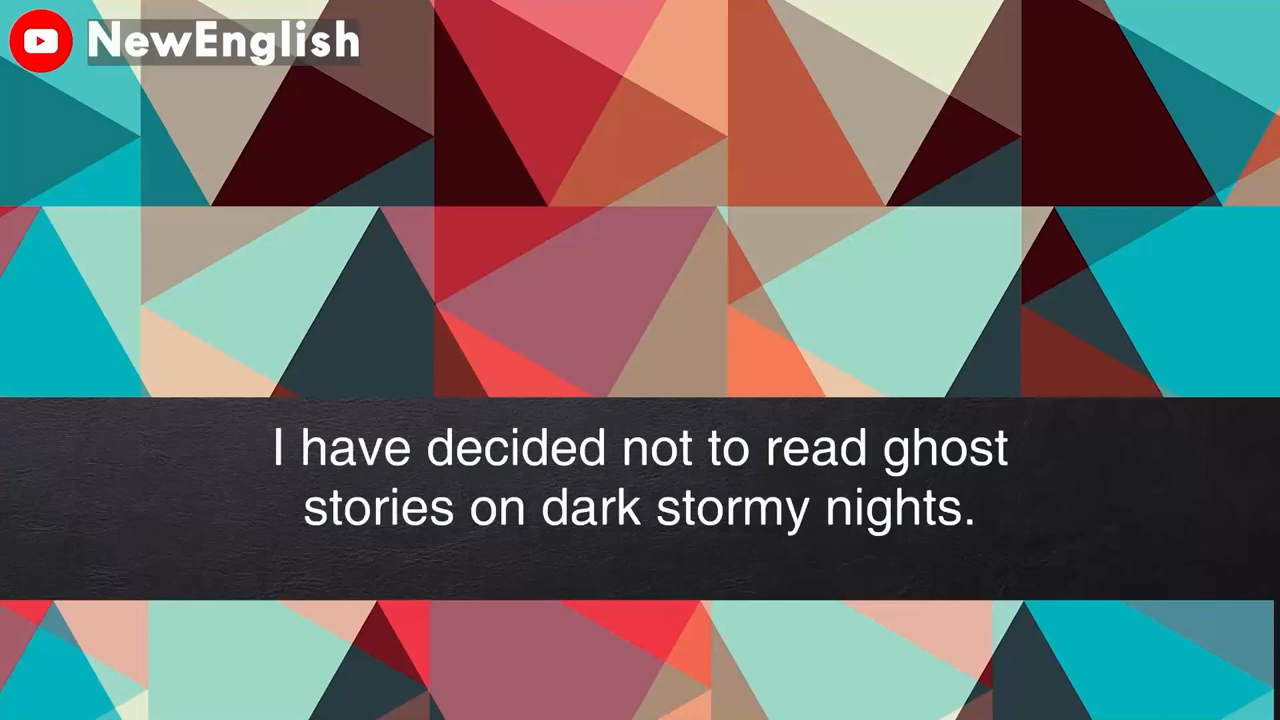 NewEnglish
I have decided not to read ghost
stories on dark stormy nights.